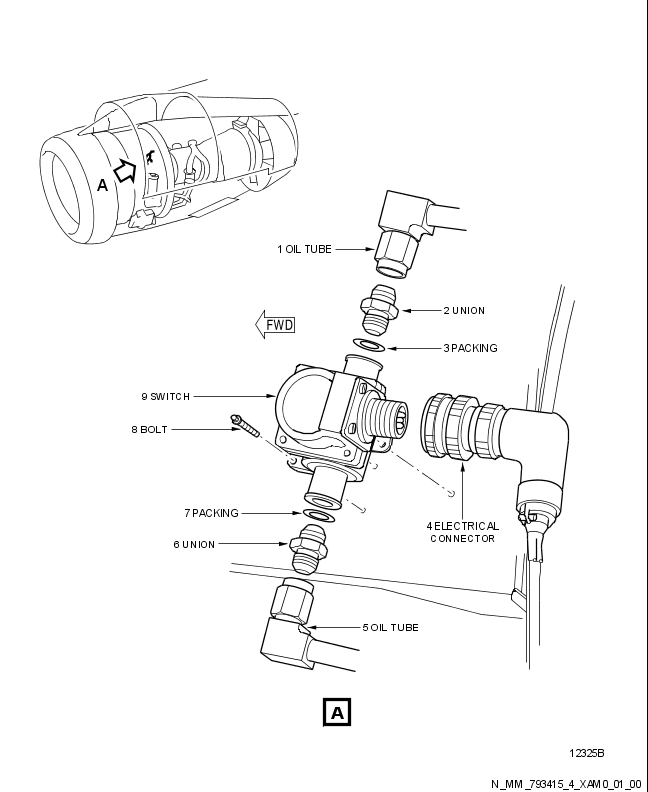 A
1 OIL TUBE
2 UNION
FWD
3 PACKING
9 SWITCH
8 BOLT
7 PACKING
4 ELECTRICAL
CONNECTOR
6 UNION
5 OIL TUBE
A
12325B
N_MM_793415_4_XAM0_01_00